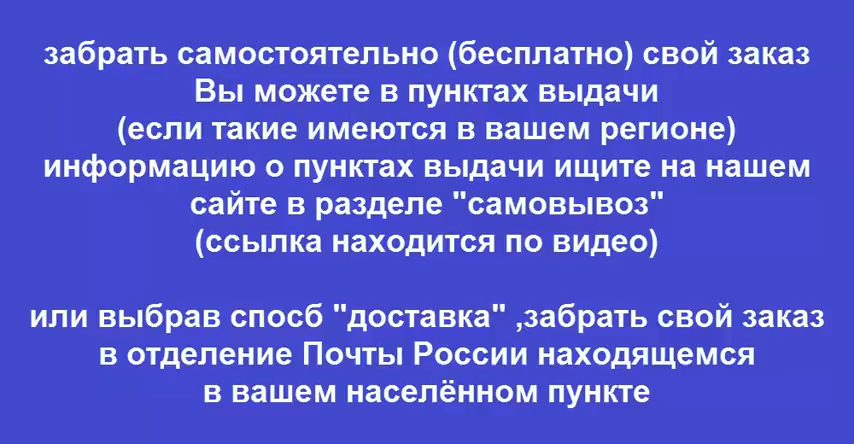 забрать самостоятельно (бесплатно) свой заказ
Вы можете в пунктах выдачи
(если такие имеются в вашем регионе)
информацию о пунктах выдачи ищите на нашем
сайте в разделе "самовывоз"
(ссылка находится по видео)
или выбрав спосб "доставка" ,забрать свой заказ
в отделение Почты России находящемся
в вашем населённом пункте